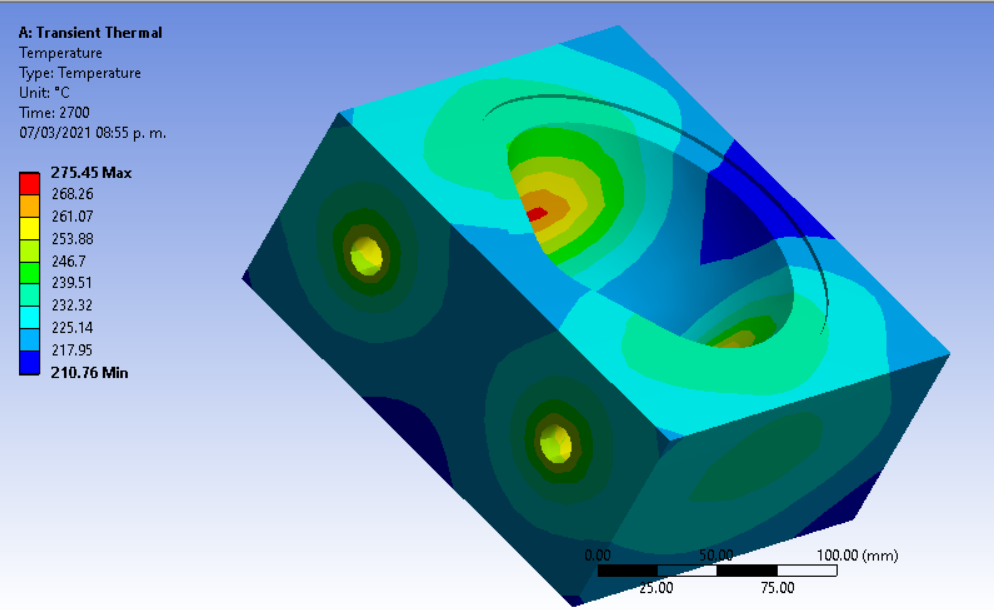 A: Transient Thermal
Temperature
Type: Temperature
Unit: °C
Time: 2700
07/03/2021 08:55 p. m.
275.45 Max
268.26
261.07
253.88
246.7
239.51
232.32
225.14
217.95
210.76 Min
0.00 50.00 100.00 (mm)
25.00 75.00